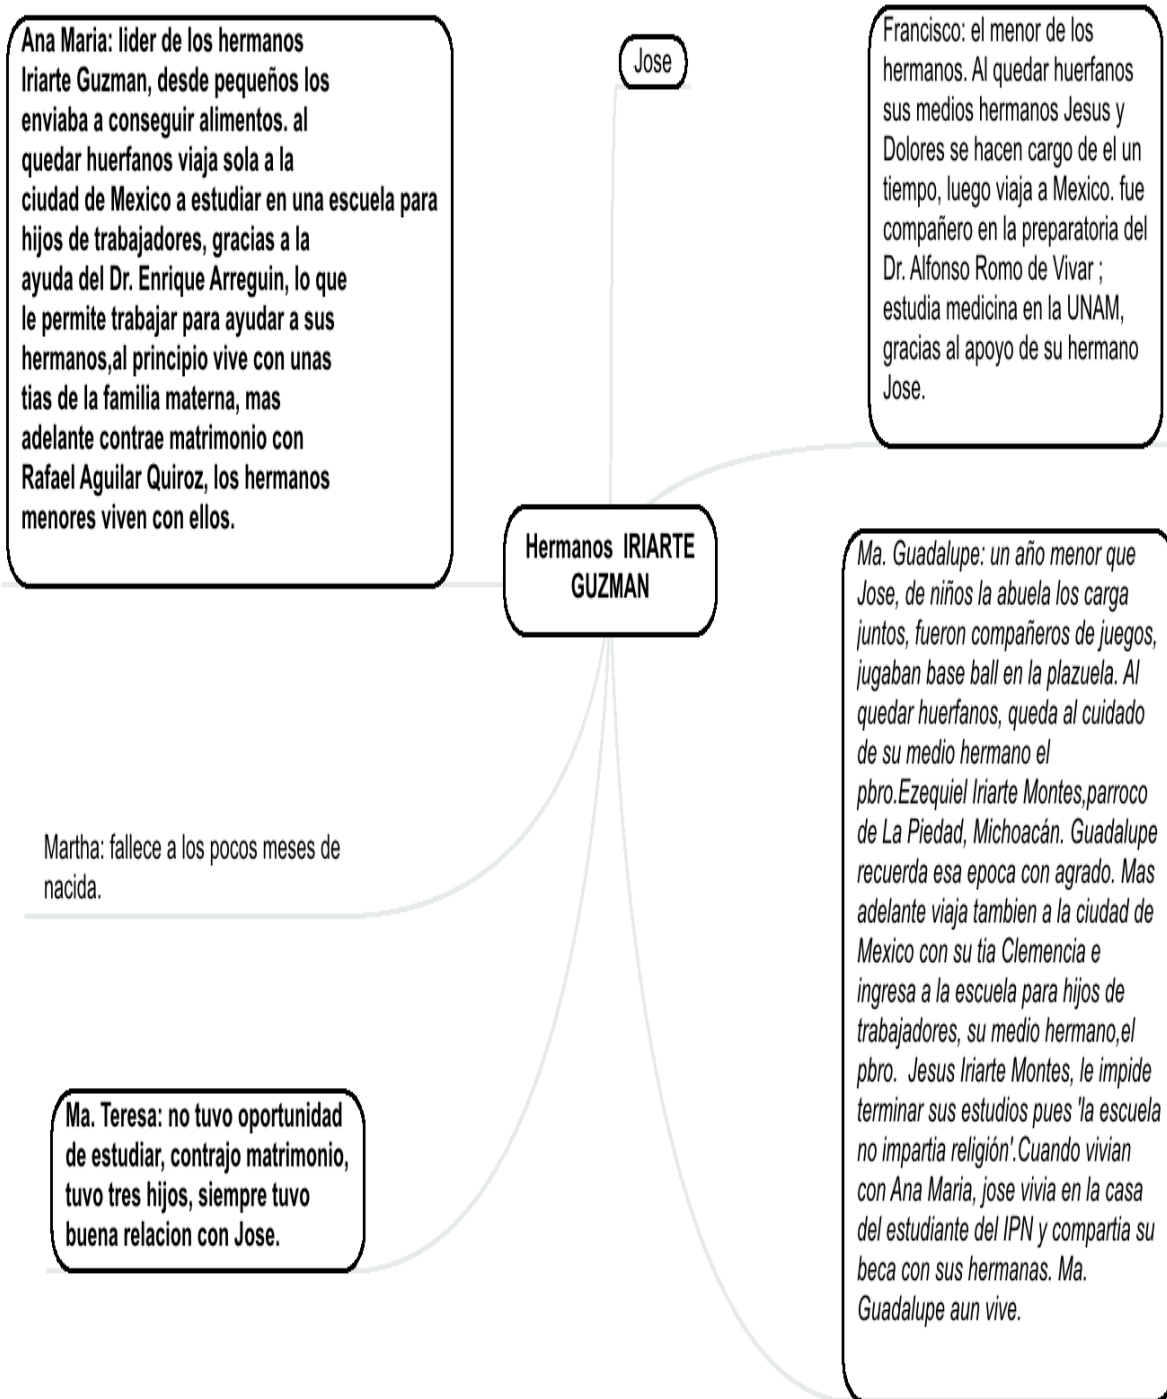 Ana Maria: lider de los hermanos
Iriarte Guzman, desde pequeños los
enviaba a conseguir alimentos. al
quedar huerfanos viaja sola a la
ciudad de Mexico a estudiar en una escuela para
hijos de trabajadores, gracias a la
ayuda del Dr. Enrique Arreguin, lo que
le permite trabajar para ayudar a sus
hermanos,al principio vive con unas
tias de la familia materna, mas
adelante contrae matrimonio con
Rafael Aguilar Quiroz, los hermanos
menores viven con ellos.
Jose
Francisco: el menor de los
hermanos. Al quedar huerfanos
sus medios hermanos Jesus y
Dolores se hacen cargo de el un
tiempo, luego viaja a Mexico. fue
compañero en la preparatoria del
Dr. Alfonso Romo de Vivar ;
estudia medicina en la UNAM,
gracias al apoyo de su hermano
Jose.
Hermanos  IRIARTE
GUZMAN
Ma. Guadalupe: un año menor que
Jose, de niños la abuela los carga
juntos, fueron compañeros de juegos,
jugaban base ball en la plazuela. Al
quedar huerfanos, queda al cuidado
de su medio hermano el
pbro.Ezequiel Iriarte Montes,parroco
de La Piedad, Michoacán. Guadalupe
recuerda esa epoca con agrado. Mas
adelante viaja tambien a la ciudad de
Mexico con su tia Clemencia e
ingresa a la escuela para hijos de
trabajadores, su medio hermano,el
pbro.  Jesus Iriarte Montes, le impide
terminar sus estudios pues 'la escuela
no impartia religión'.Cuando vivian
con Ana Maria, jose vivia en la casa
del estudiante del IPN y compartia su
beca con sus hermanas. Ma.
Guadalupe aun vive.
Martha: fallece a los pocos meses de
nacida.
Ma. Teresa: no tuvo oportunidad
de estudiar, contrajo matrimonio,
tuvo tres hijos, siempre tuvo
buena relacion con Jose.